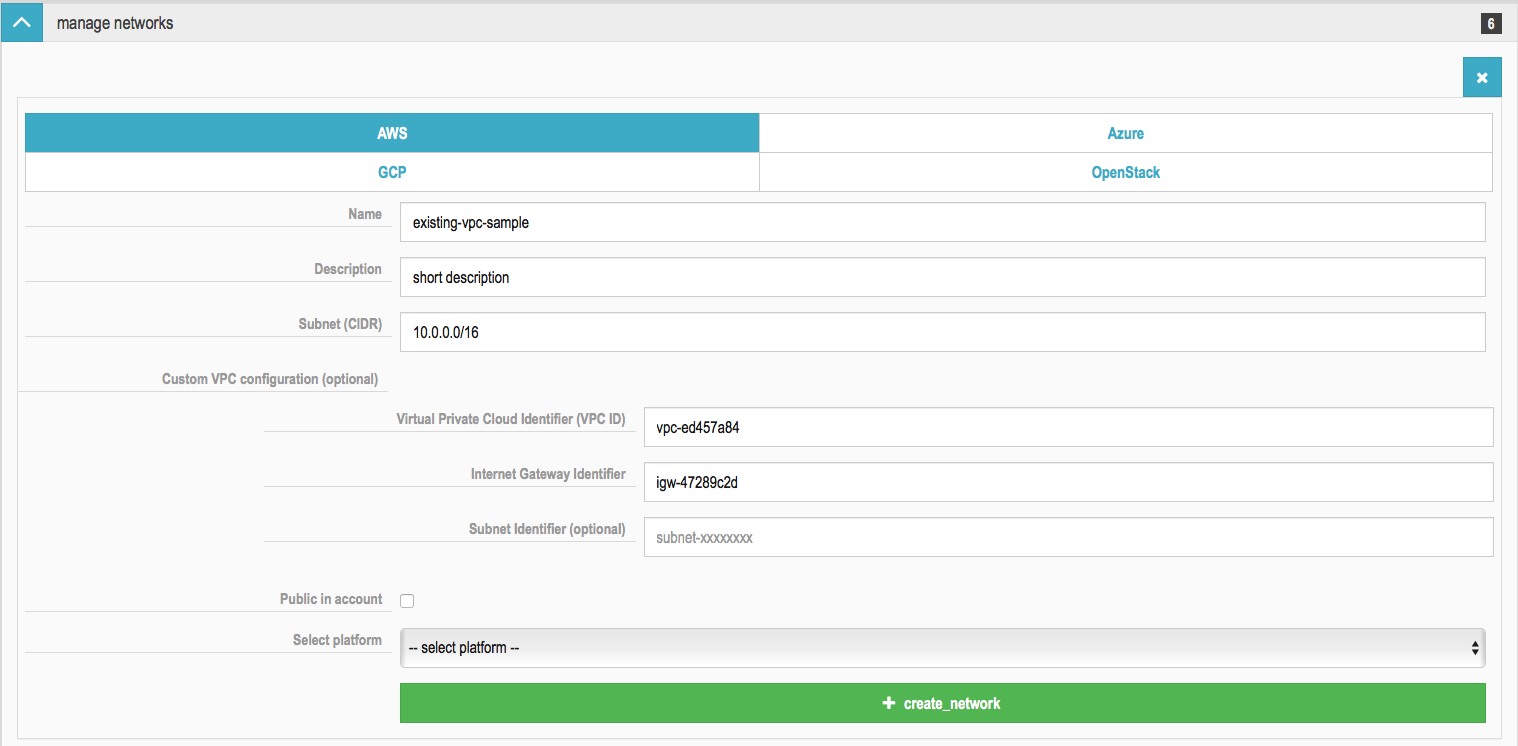 manage networks
6
AWS
Azure
GCP
OpenStack
Name
existing-vpc-sample
Description
short description
Subnet (CIDR)
10.0.0.0/16
Custom VPC configuration (optional)
Virtual Private Cloud Identifier (VPC ID)
vpc-ed457a84
Internet Gateway Identifier
igw-47289c2d
Subnet Identifier (optional)
subnet-xxxxxxxx
Public in account
Select platform
-- select platform --
create_network